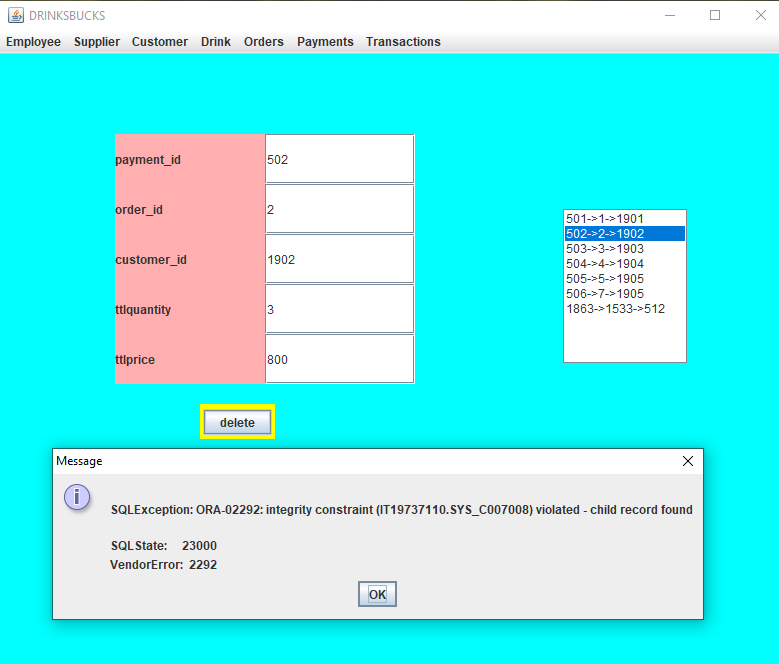 DRINKSBUCKS
Employee Supplier Customer Drink Orders Payments Transactions
payment_id 502
order_id 2
customer_id 1902
ttlquantity 3
ttlprice 800
501->1->1901
502->2->1902
503->3->1903
504->4->1904
505->5->1905
506->7->1905
1863->1533->512
delete
Message
SQLException: ORA-02292: integrity constraint (IT19737110.SYS_C007008) violated - child record found
SQLState: 23000
VendorError: 2292
OK